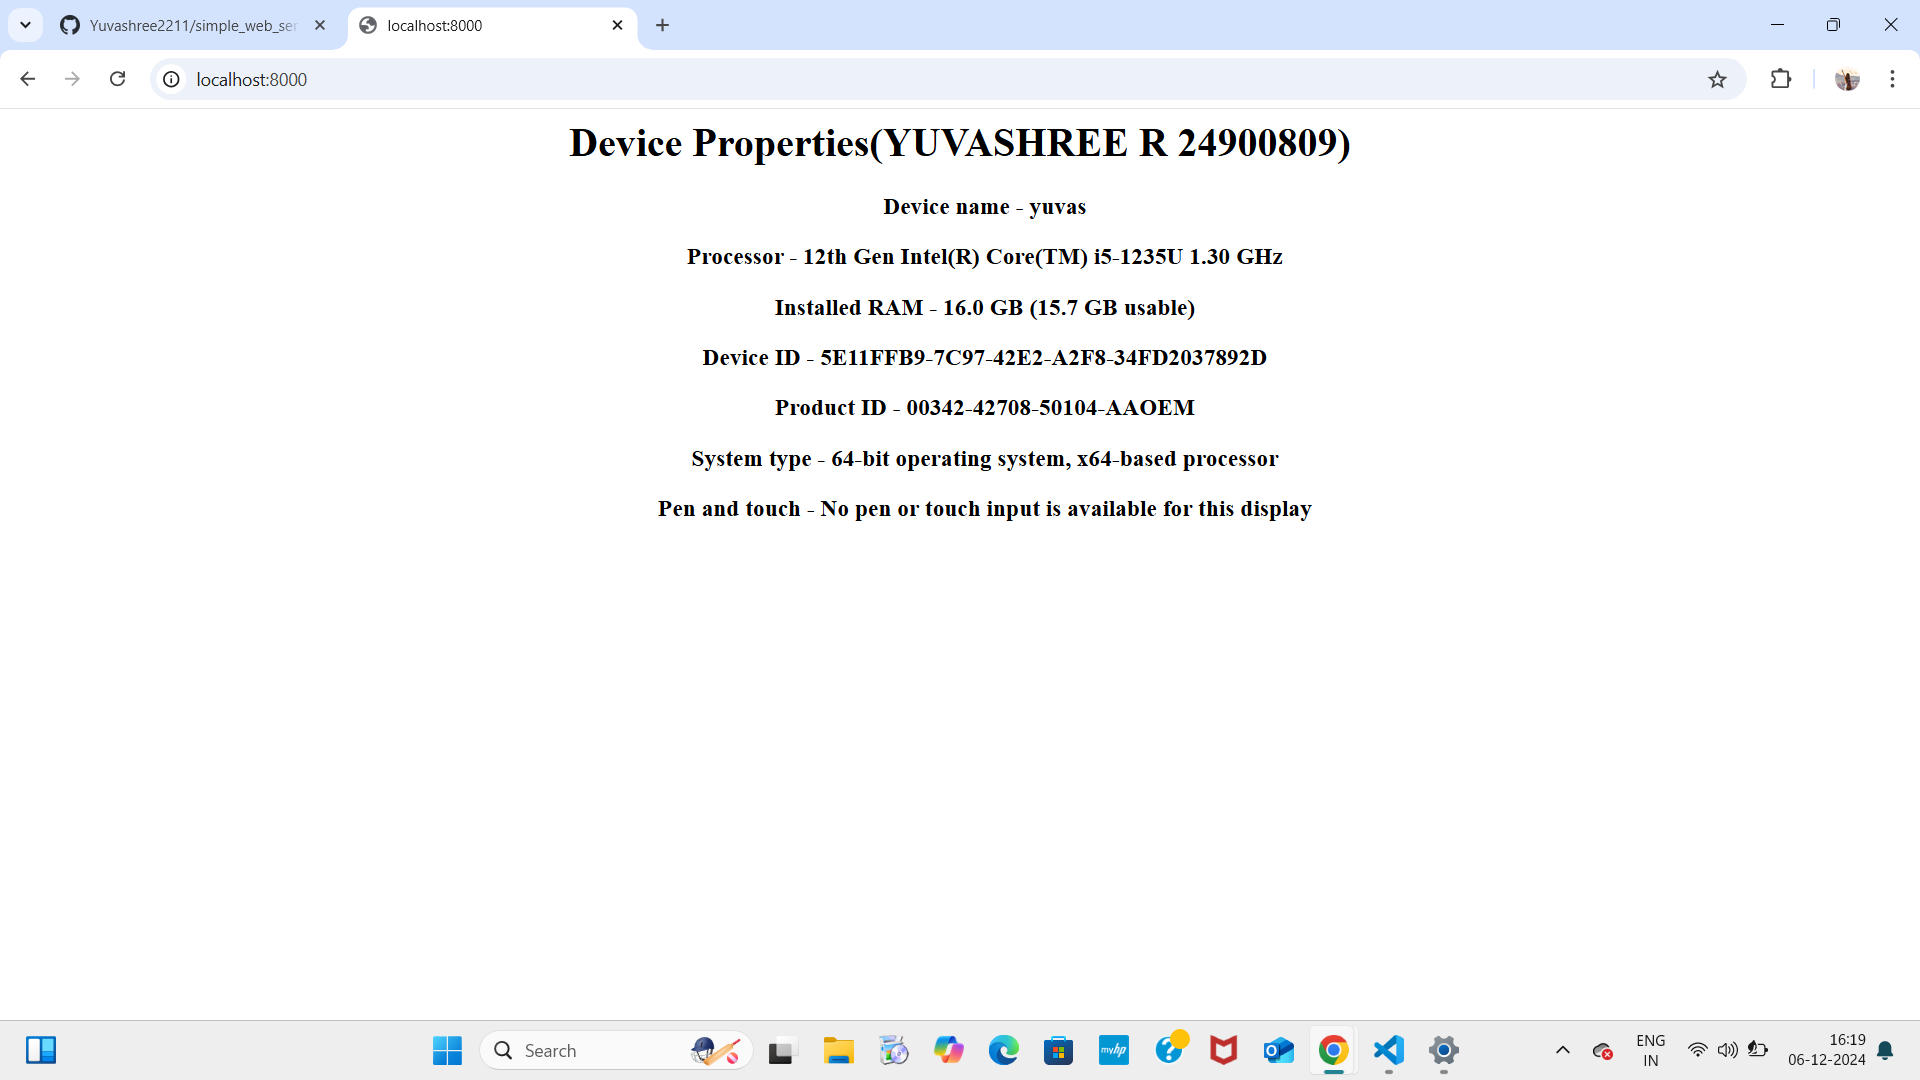 Yuvashree2211/simple_web_ser
localhost:8000
localhost:8000
Device Properties(YUVASHREE R 24900809)
Device name - yuvas
Processor - 12th Gen Intel(R) Core(TM) i5-1235U 1.30 GHz
Installed RAM - 16.0 GB (15.7 GB usable)
Device ID - 5E11FFB9-7C97-42E2-A2F8-34FD2037892D
Product ID - 00342-42708-50104-AAOEM
System type - 64-bit operating system, x64-based processor
Pen and touch - No pen or touch input is available for this display
Search
myhp
ENG
IN
16:19
06-12-2024